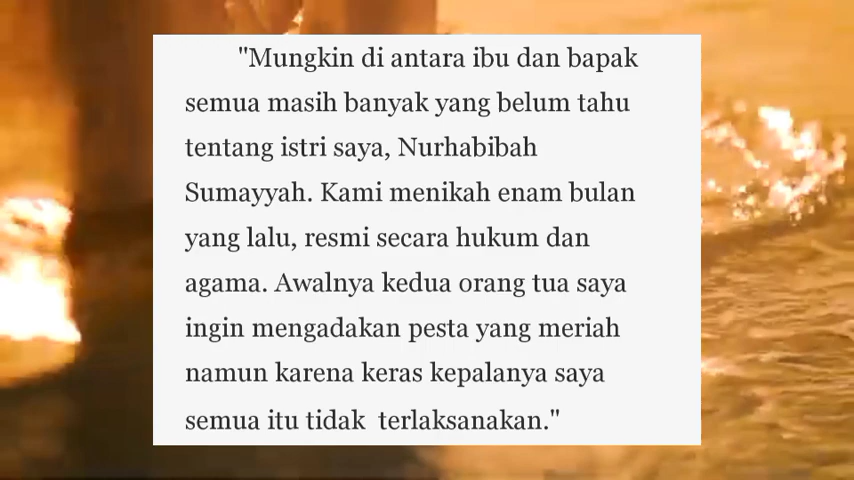 "Mungkin di antara ibu dan bapak
semua masih banyak yang belum tahu
tentang istri saya, Nurhabibah
Sumayyah. Kami menikah enam bulan
yang lalu, resmi secara hukum dan
agama. Awalnya kedua orang tua saya
ingin mengadakan pesta yang meriah
namun karena keras kepalanya saya
semua itu tidak  terlaksanakan."